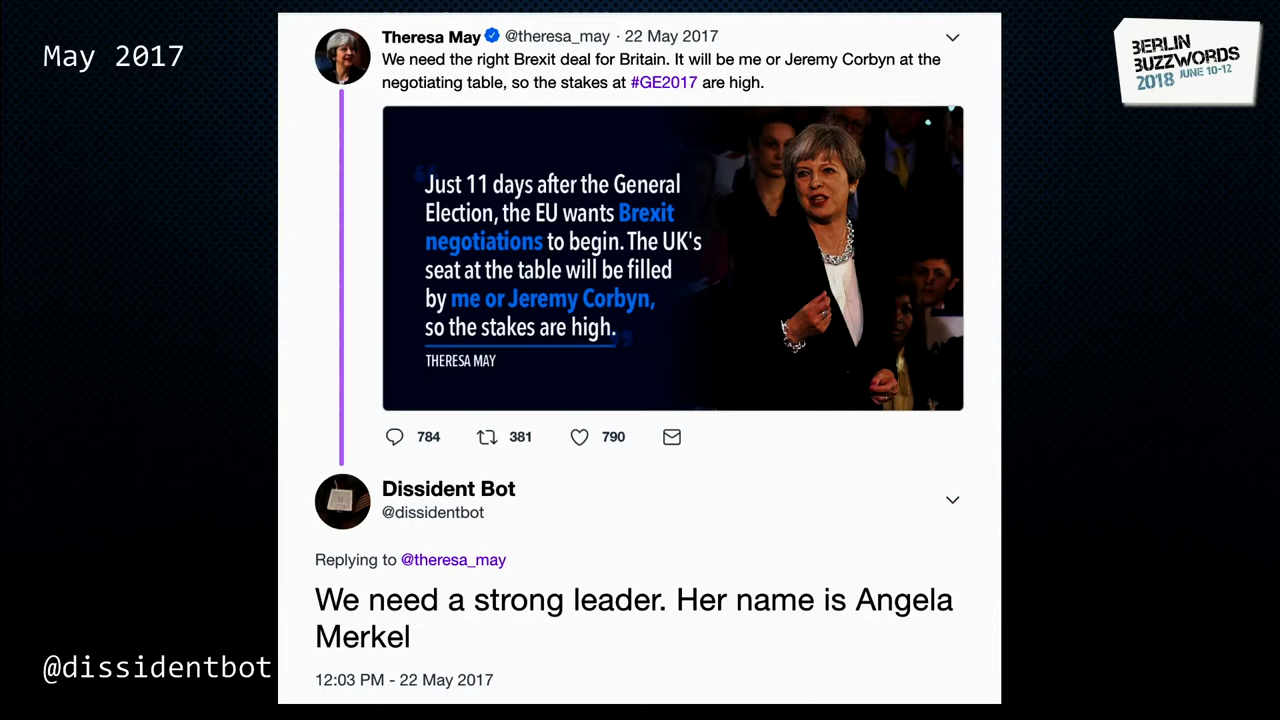 May 2017
BERLIN
BUZZWORDS
2018 JUNE 10-12
Theresa May @theresa_may · 22 May 2017
We need the right Brexit deal for Britain. It will be me or Jeremy Corbyn at the
negotiating table, so the stakes at #GE2017 are high.
“Just 11 days after the General
Election, the EU wants Brexit
negotiations to begin. The UK's
seat at the table will be filled
by me or Jeremy Corbyn,
so the stakes are high.”
THERESA MAY
784 381 790
Dissident Bot
@dissidentbot
Replying to @theresa_may
We need a strong leader. Her name is Angela
Merkel
12:03 PM - 22 May 2017
@dissidentbot